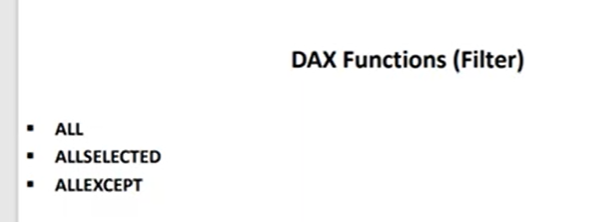 DAX Functions (Filter)
▪ ALL
▪ ALLSELECTED
▪ ALLEXCEPT